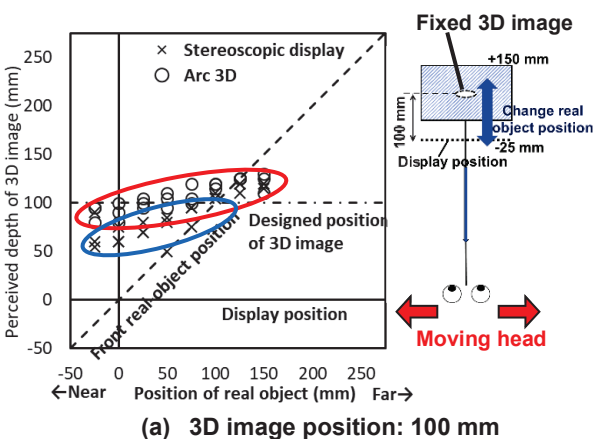 Fixed 3D image
250
200
150
100
50
0
-50
Perceived depth of 3D image (mm)
× Stereoscopic display
○ Arc 3D
Designed position
of 3D image
Front real object position
Display position
-50 0 50 100 150 200 250
←Near Position of real object (mm) Far→
+150 mm
100 mm
Change real
object position
-25 mm
Display position
Moving head
(a) 3D image position: 100 mm